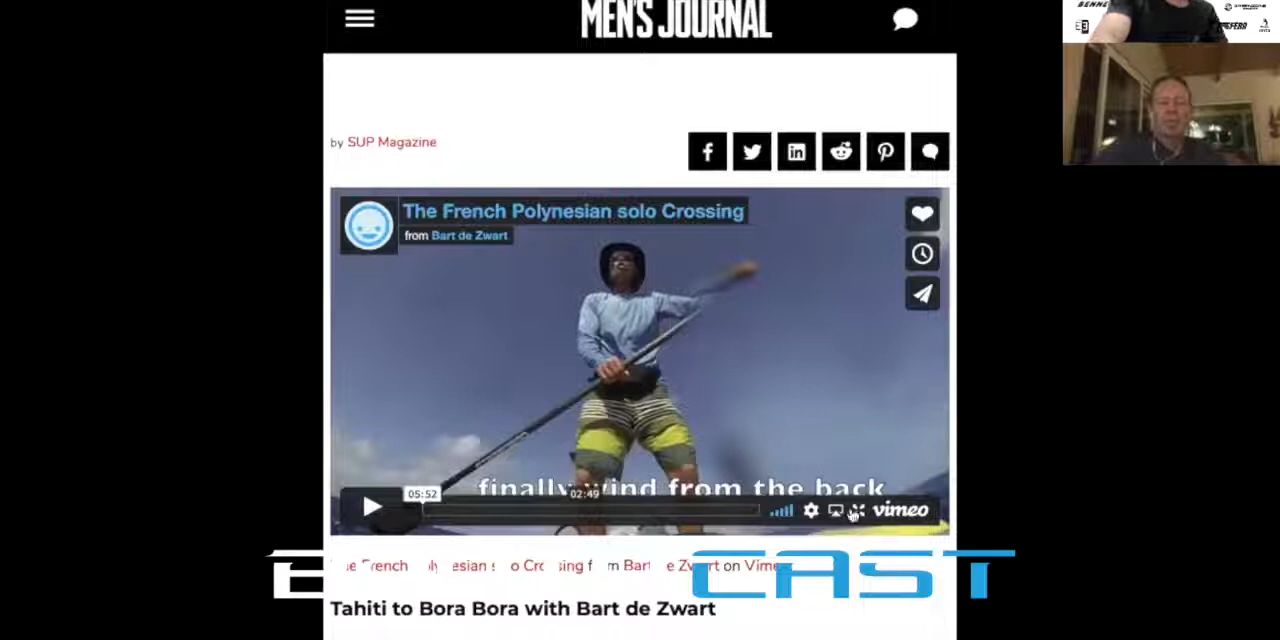 MEN'S JOURNAL
by SUP Magazine
The French Polynesian solo Crossing
from Bart de Zwart
finally wind from the back
05:52
02:49
vimeo
CAST
Tahiti to Bora Bora with Bart de Zwart